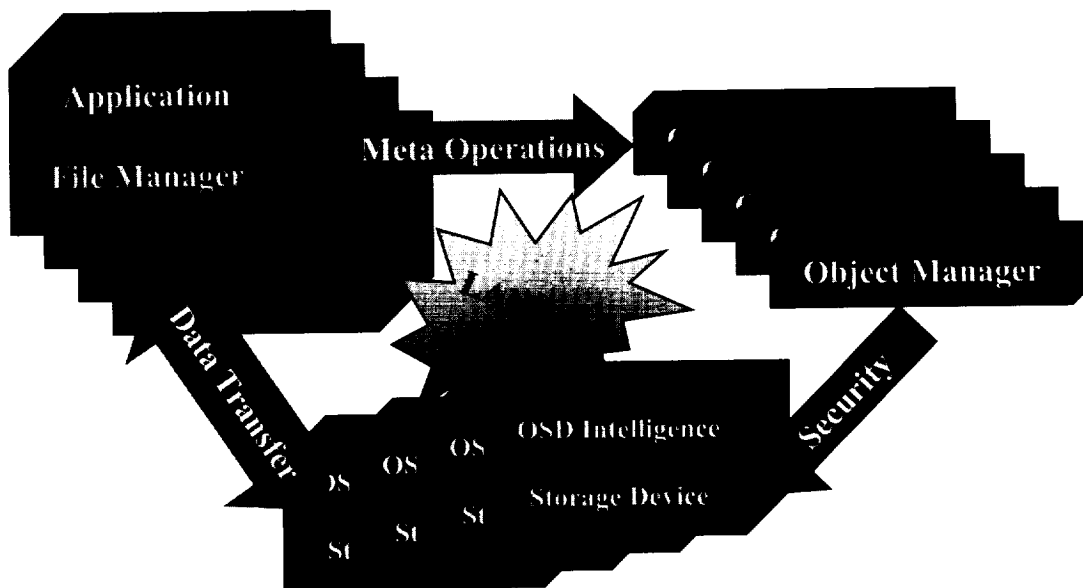 Application
File Manager
Meta Operations
Object Manager
Data Transfer
Security
OS
OS
OSD Intelligence
St
St
St
Storage Device